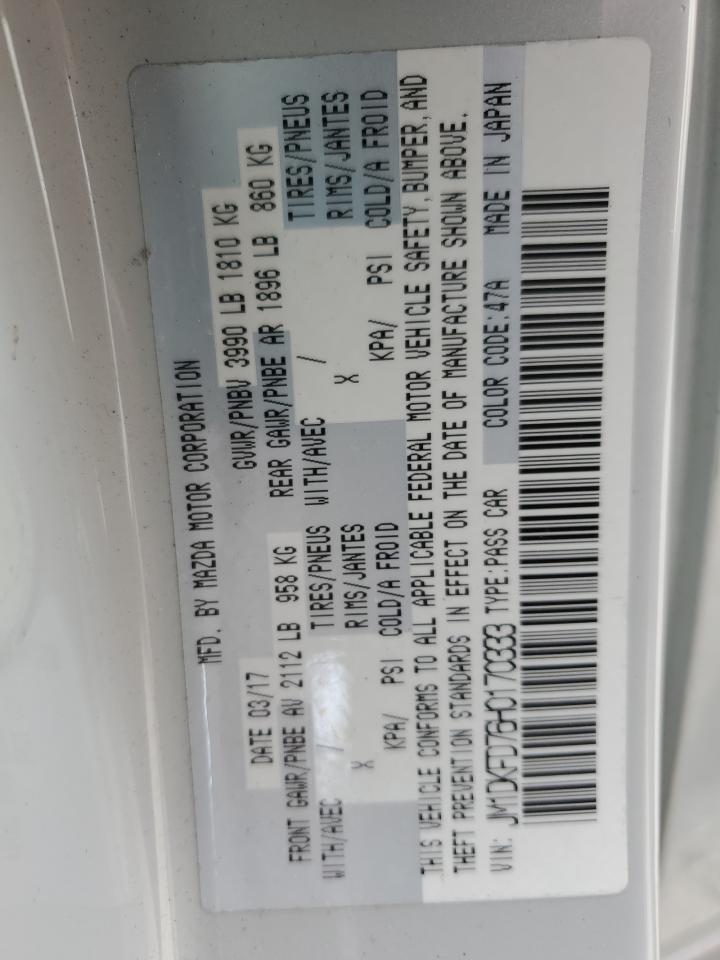 MFD. BY MAZDA MOTOR CORPORATION
DATE 03/17 GVWR/PNBV 3990 LB 1810 KG
FRONT GAWR/PNBE AV 2112 LB 958 KG REAR GAWR/PNBE AR 1896 LB 860 KG
WITH/AVEC / TIRES/PNEUS WITH/AVEC / TIRES/PNEUS
X RIMS/JANTES X RIMS/JANTES
KPA/ PSI COLD/A FROID KPA/ PSI COLD/A FROID
THIS VEHICLE CONFORMS TO ALL APPLICABLE FEDERAL MOTOR VEHICLE SAFETY, BUMPER, AND
THEFT PREVENTION STANDARDS IN EFFECT ON THE DATE OF MANUFACTURE SHOWN ABOVE.
VIN: JM1DKFD76H0170333 TYPE:PASS CAR COLOR CODE:47A MADE IN JAPAN